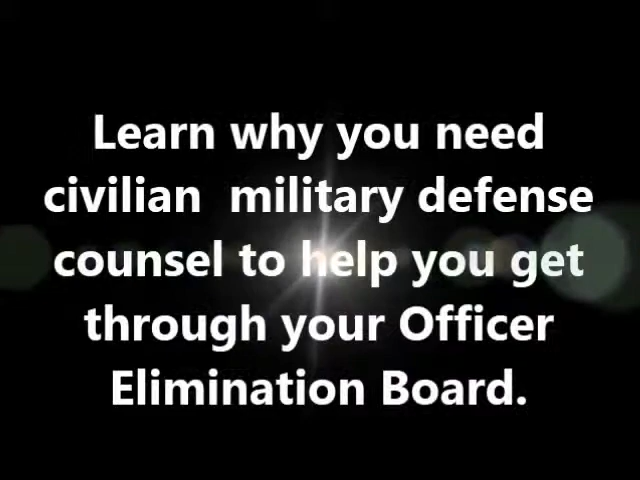 Learn why you need
civilian  military defense
counsel to help you get
through your Officer
Elimination Board.